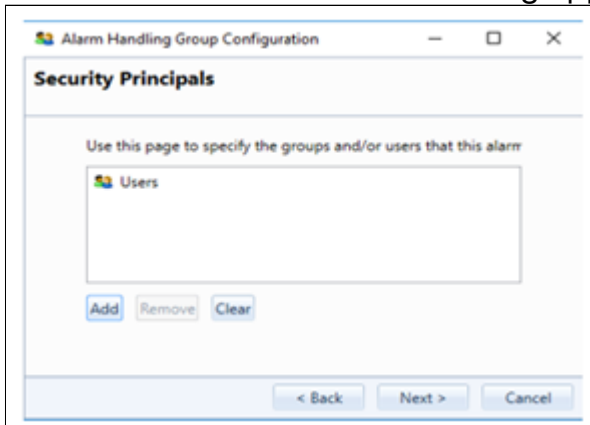 Alarm Handling Group Configuration
Security Principals
Use this page to specify the groups and/or users that this alarm
Users
Add Remove Clear
< Back Next > Cancel